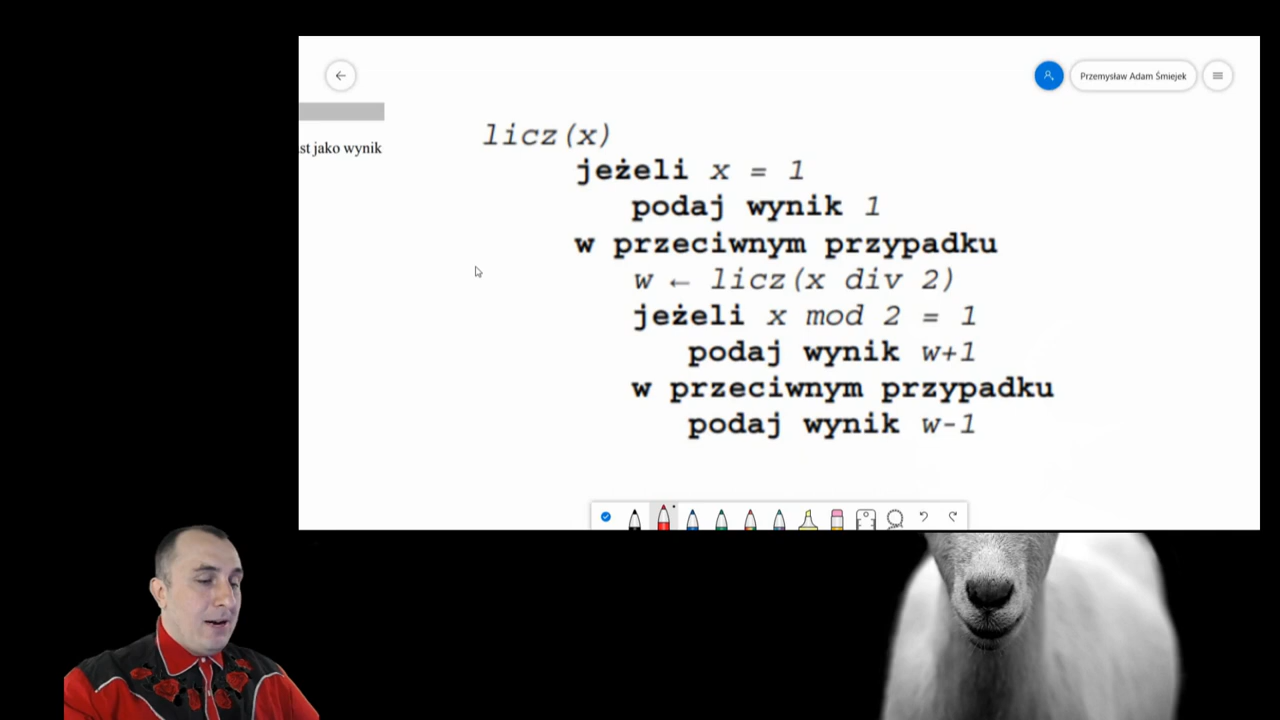 Przemysław Adam Śmiejek
st jako wynik
licz(x)
jeżeli x = 1
podaj wynik 1
w przeciwnym przypadku
w ← licz(x div 2)
jeżeli x mod 2 = 1
podaj wynik w+1
w przeciwnym przypadku
podaj wynik w-1